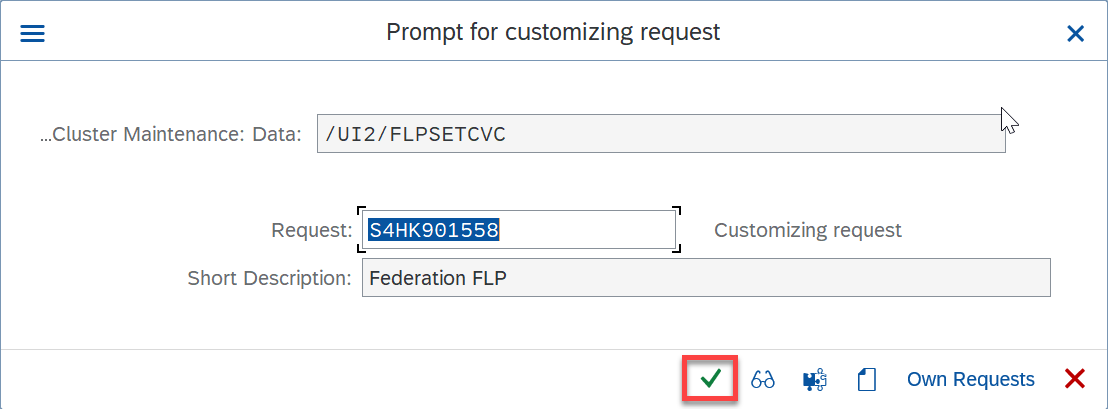 Prompt for customizing request
...Cluster Maintenance: Data: /UI2/FLPSETCVC
Request: S4HK901558 Customizing request
Short Description: Federation FLP
Own Requests